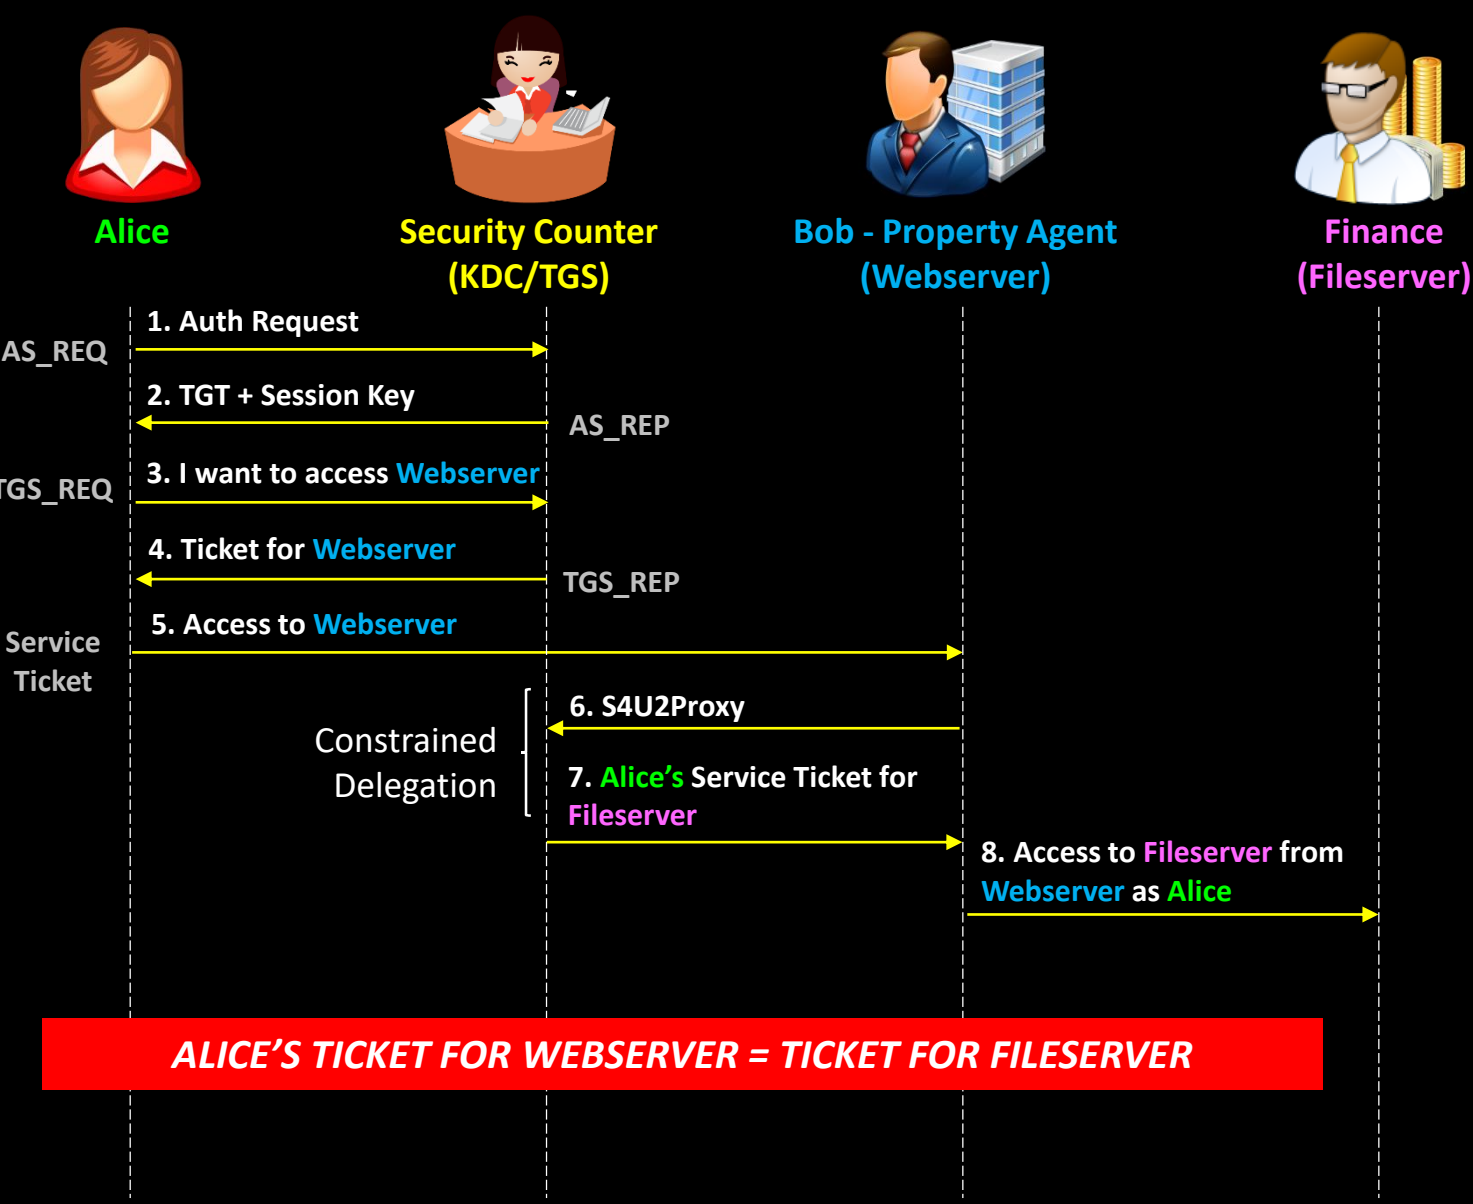 Alice
Security Counter
(KDC/TGS)
Bob - Property Agent
(Webserver)
Finance
(Fileserver)
1. Auth Request
AS_REQ
2. TGT + Session Key
AS_REP
3. I want to access Webserver
TGS_REQ
4. Ticket for Webserver
TGS_REP
5. Access to Webserver
Service
Ticket
6. S4U2Proxy
Constrained
Delegation
7. Alice’s Service Ticket for
Fileserver
8. Access to Fileserver from
Webserver as Alice
ALICE’S TICKET FOR WEBSERVER = TICKET FOR FILESERVER